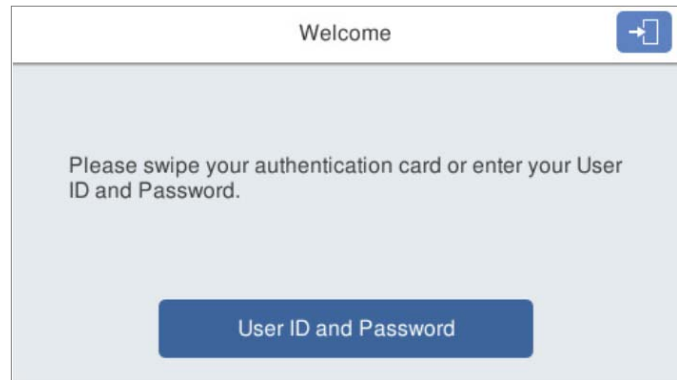 Welcome
Please swipe your authentication card or enter your User
ID and Password.
User ID and Password